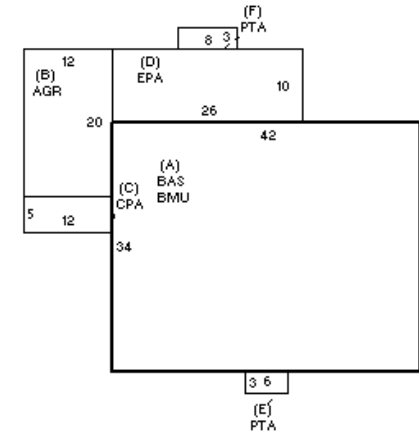 (F)
PTA
8 3
12
(B)
AGR
(D)
EPA
10
20
26
42
(A)
BAS
BMU
(C)
CPA
5
12
34
3 6
(E)
PTA